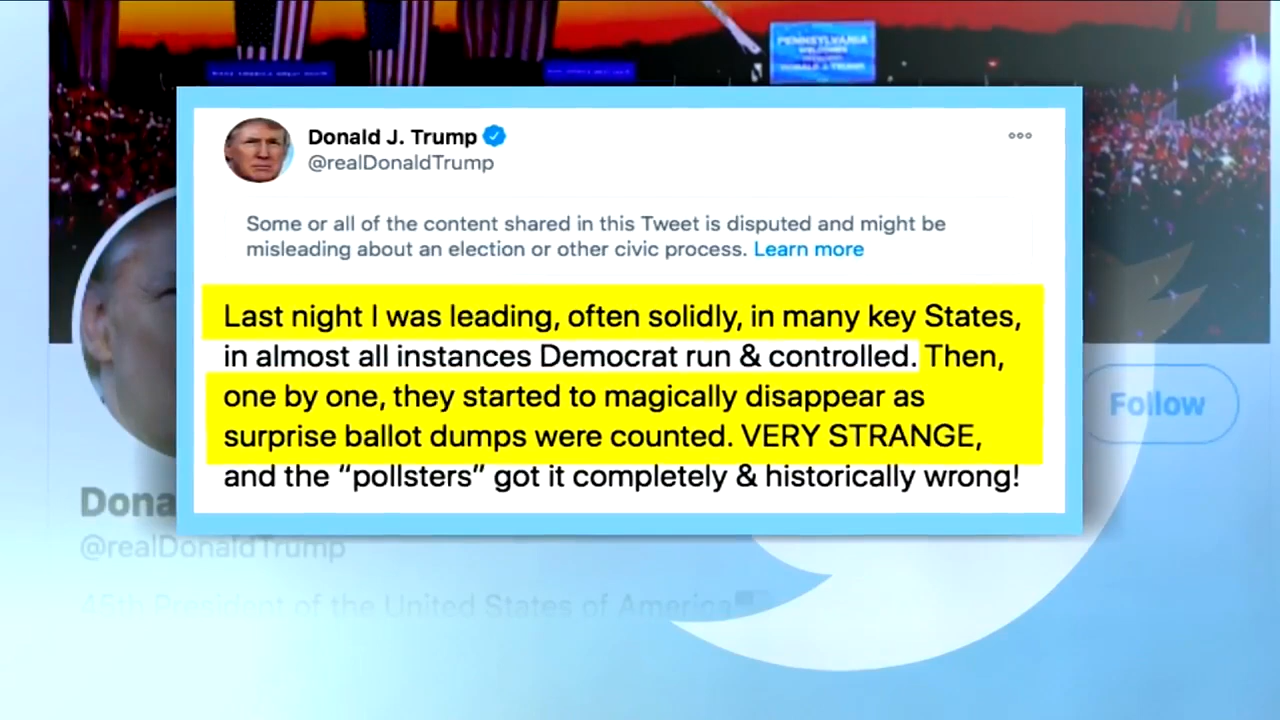 PENNSYLVANIA
WELCOMES
DONALD J. TRUMP
Donald J. Trump
@realDonaldTrump
Some or all of the content shared in this Tweet is disputed and might be
misleading about an election or other civic process. Learn more
Last night I was leading, often solidly, in many key States,
in almost all instances Democrat run & controlled. Then,
one by one, they started to magically disappear as
surprise ballot dumps were counted. VERY STRANGE,
and the “pollsters” got it completely & historically wrong!
Follow
Dona
@realDonaldTrump
45th President of the United States of America